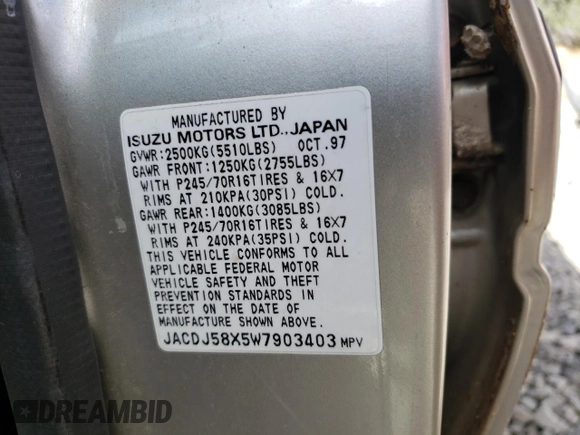 MANUFACTURED BY
ISUZU MOTORS LTD., JAPAN
GVWR:2500KG(5510LBS) OCT.97
GAWR FRONT:1250KG(2755LBS)
WITH P245/70R16TIRES & 16X7
RIMS AT 210KPA(30PSI) COLD.
GAWR REAR:1400KG(3085LBS)
WITH P245/70R16TIRES & 16X7
RIMS AT 240KPA(35PSI) COLD.
THIS VEHICLE CONFORMS TO ALL
APPLICABLE FEDERAL MOTOR
VEHICLE SAFETY AND THEFT
PREVENTION STANDARDS IN
EFFECT ON THE DATE OF
MANUFACTURE SHOWN ABOVE.
JACDJ58X5W7903403 MPV
DREAMBID